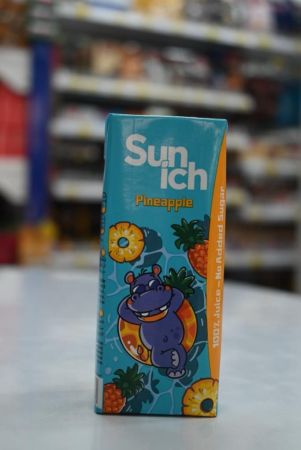 Sun
ich
Pineapple
100% Juice - No Added Sugar